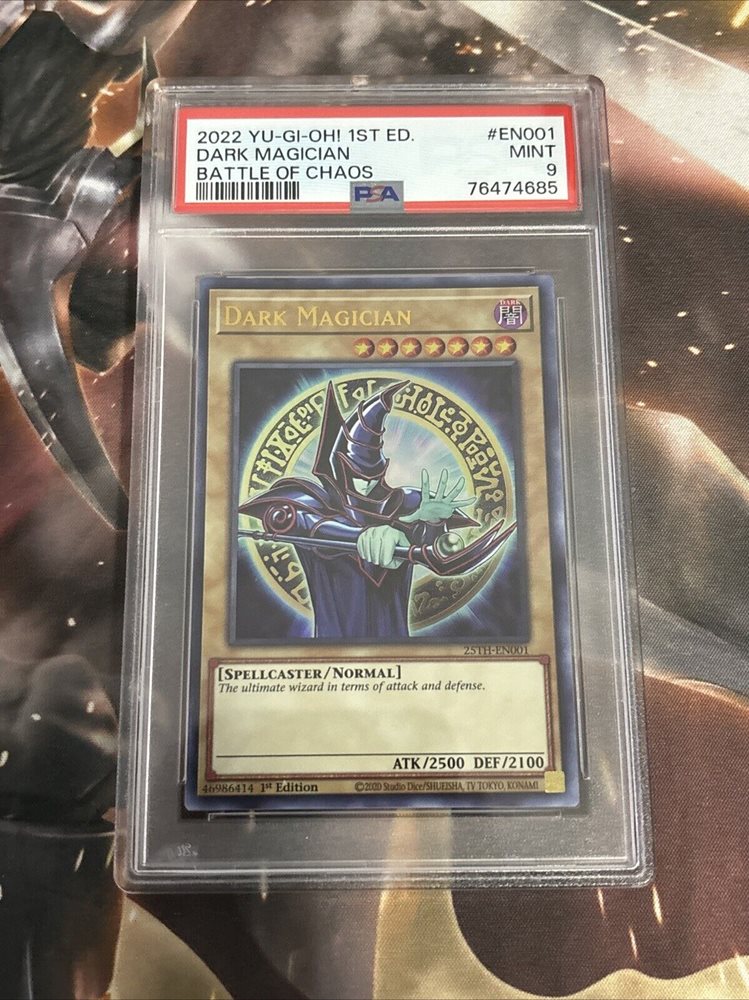 2022 YU-GI-OH! 1ST ED. #EN001
DARK MAGICIAN MINT
BATTLE OF CHAOS 9
PSA 76474685
DARK MAGICIAN
DARK
闇
25TH-EN001
[SPELLCASTER/NORMAL]
The ultimate wizard in terms of attack and defense.
ATK/2500 DEF/2100
46986414 1st Edition ©2020 Studio Dice/SHUEISHA, TV TOKYO, KONAMI